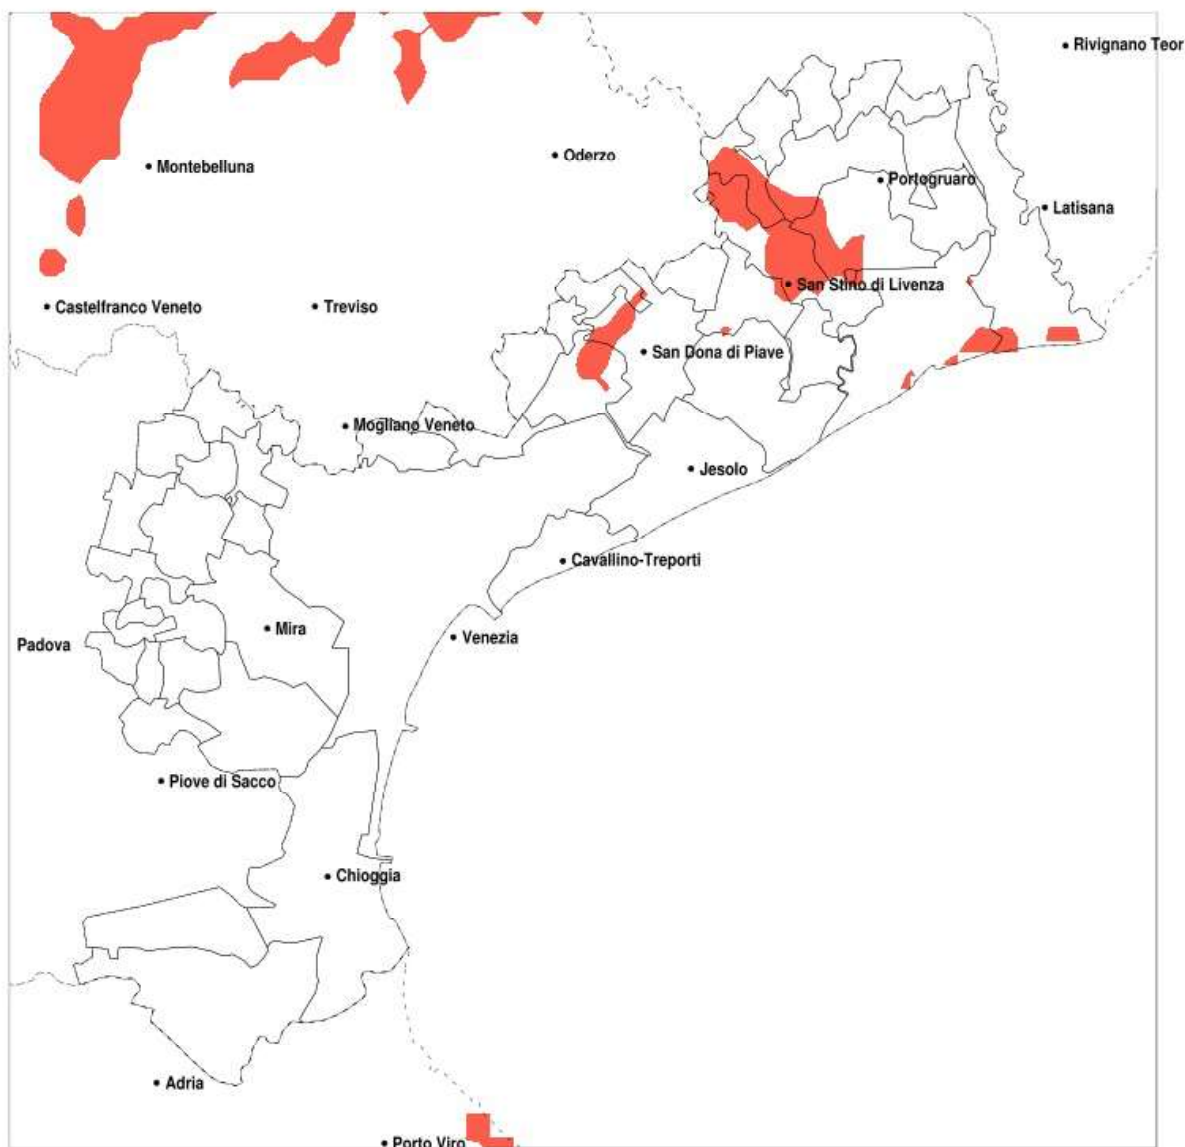 Rivignano Teor
Oderzo
Montebelluna
Portogruaro
Latisana
San Stino di Livenza
Castelfranco Veneto
Treviso
San Dona di Piave
Mogliano Veneto
Jesolo
Cavallino-Treporti
Mira
Venezia
Padova
Piove di Sacco
Chioggia
Adria
Porto Viro